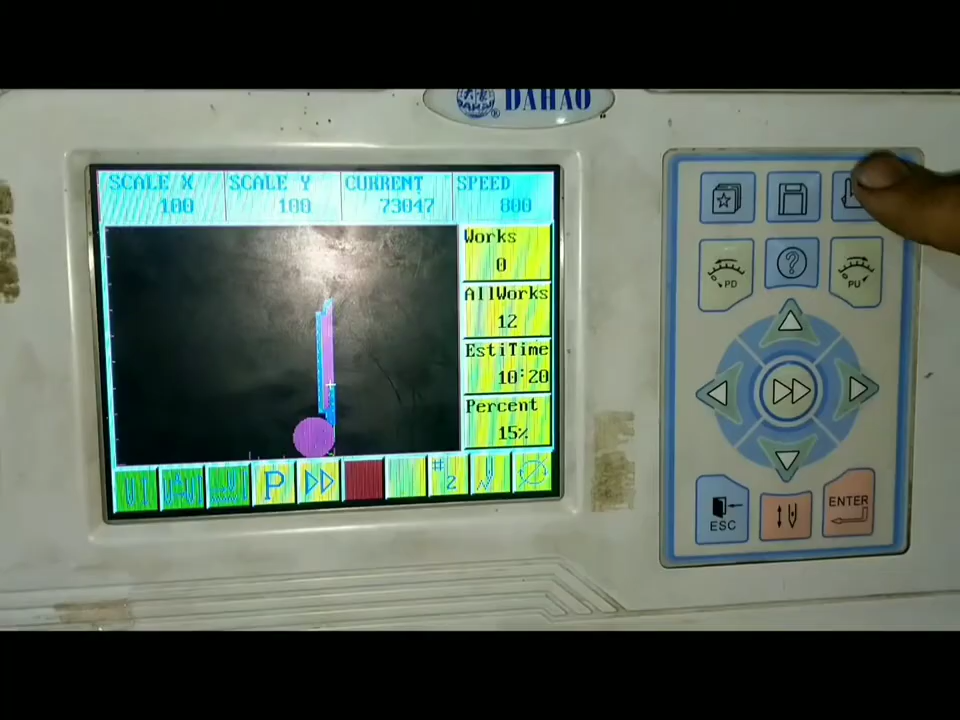 DAHAO
®
SCALE X
100
SCALE Y
100
CURRENT
73047
SPEED
800
Works
0
AllWorks
12
EstiTime
10:20
Percent
15%
P
#2
PD
?
PU
ESC
ENTER